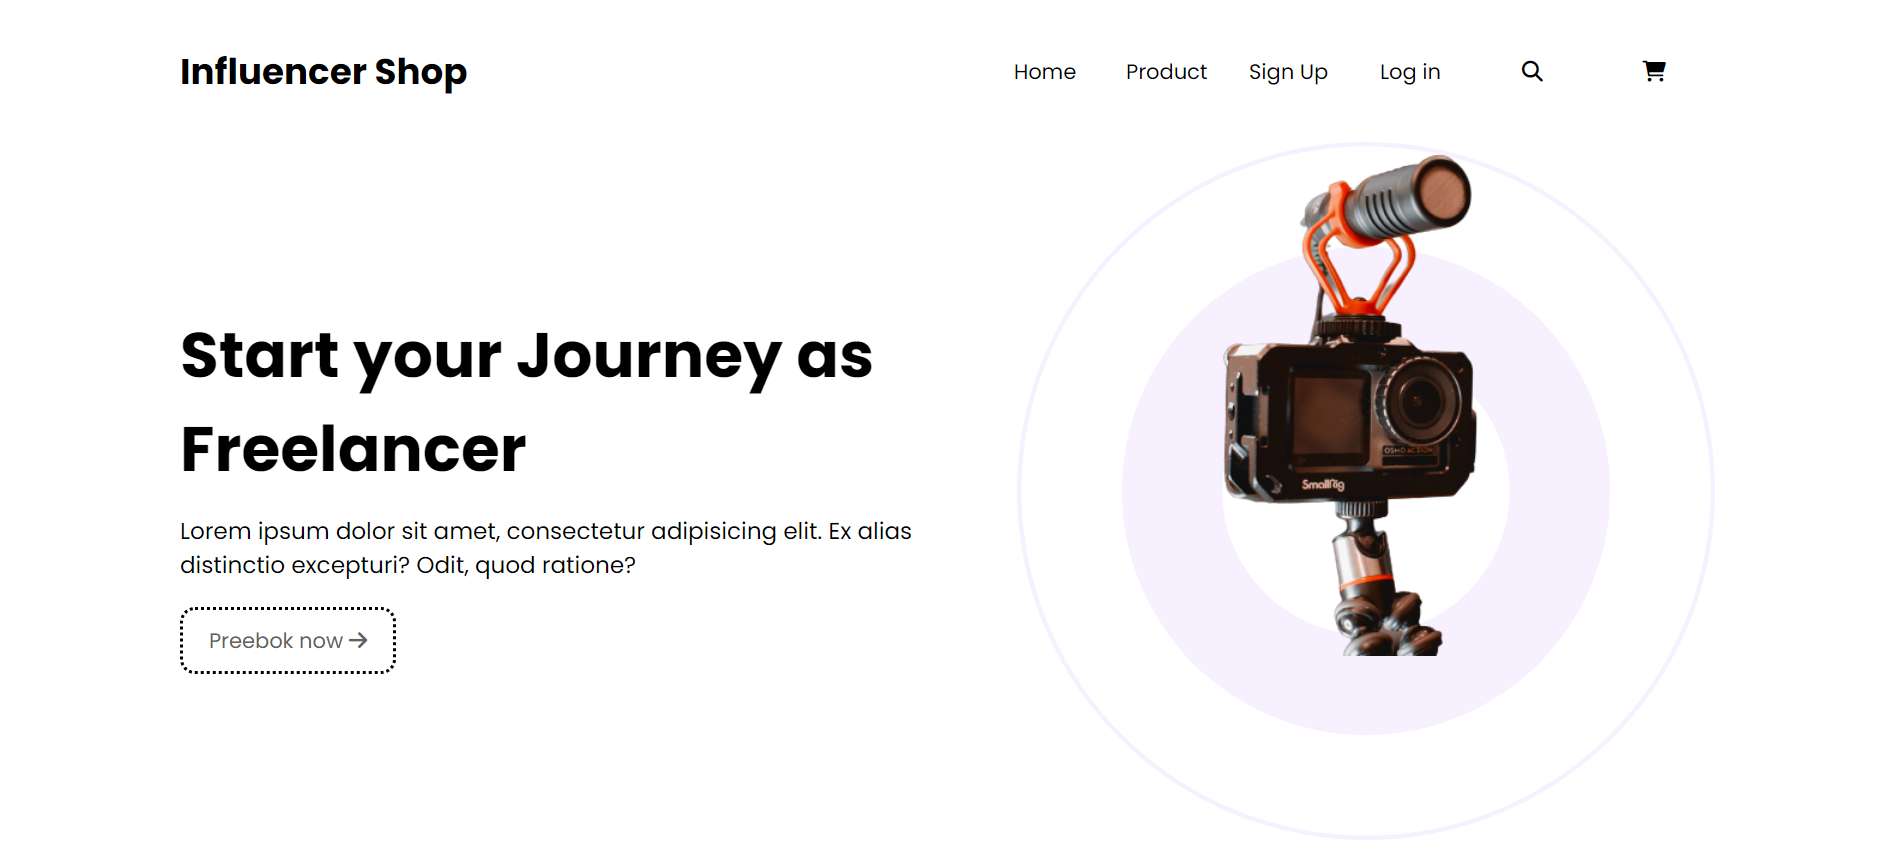 Influencer Shop
Home Product Sign Up Log in
Start your Journey as
Freelancer
Lorem ipsum dolor sit amet, consectetur adipisicing elit. Ex alias
distinctio excepturi? Odit, quod ratione?
Preebok now
OSMO ACTION
SmallRig